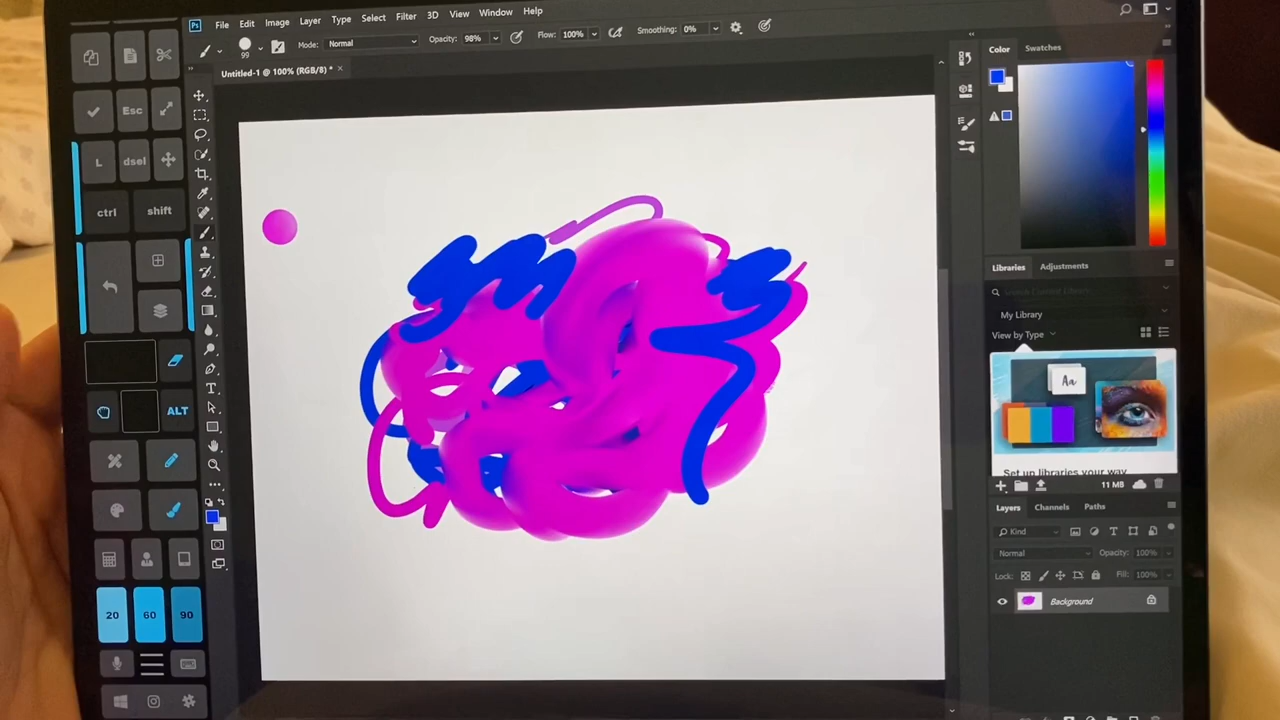 Ps File Edit Image Layer Type Select Filter 3D View Window Help
99 Mode: Normal Opacity: 98% Flow: 100% Smoothing: 0%
Untitled-1 @ 100% (RGB/8) * ×
Esc
L dsel
ctrl shift
ALT
20 60 90
T
Color Swatches
Libraries Adjustments
My Library
View by Type
Aa
Set up libraries your way
11 MB
Layers Channels Paths
Kind
Normal Opacity: 100%
Lock: Fill: 100%
Background